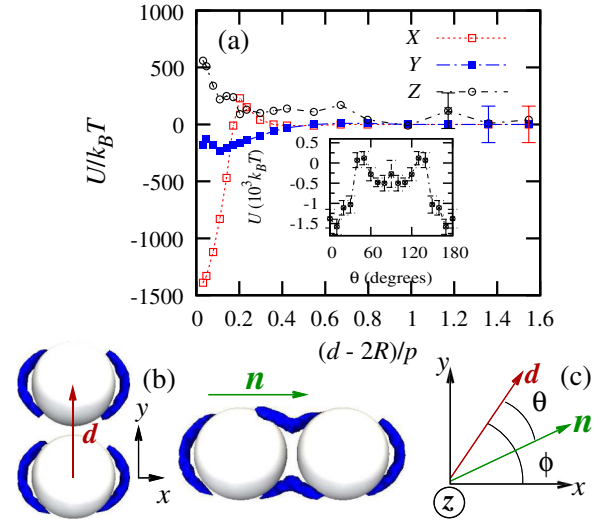 (a)
X
Y
Z
1000
500
0
-500
-1000
-1500
U/k_BT
0 0.2 0.4 0.6 0.8 1 1.2 1.4 1.6
(d - 2R)/p
0.5
0
-0.5
-1
-1.5
U (10^3 k_BT)
0 60 120 180
θ (degrees)
(b)
d
y
x
n
(c)
y
d
θ
n
ϕ
z
x